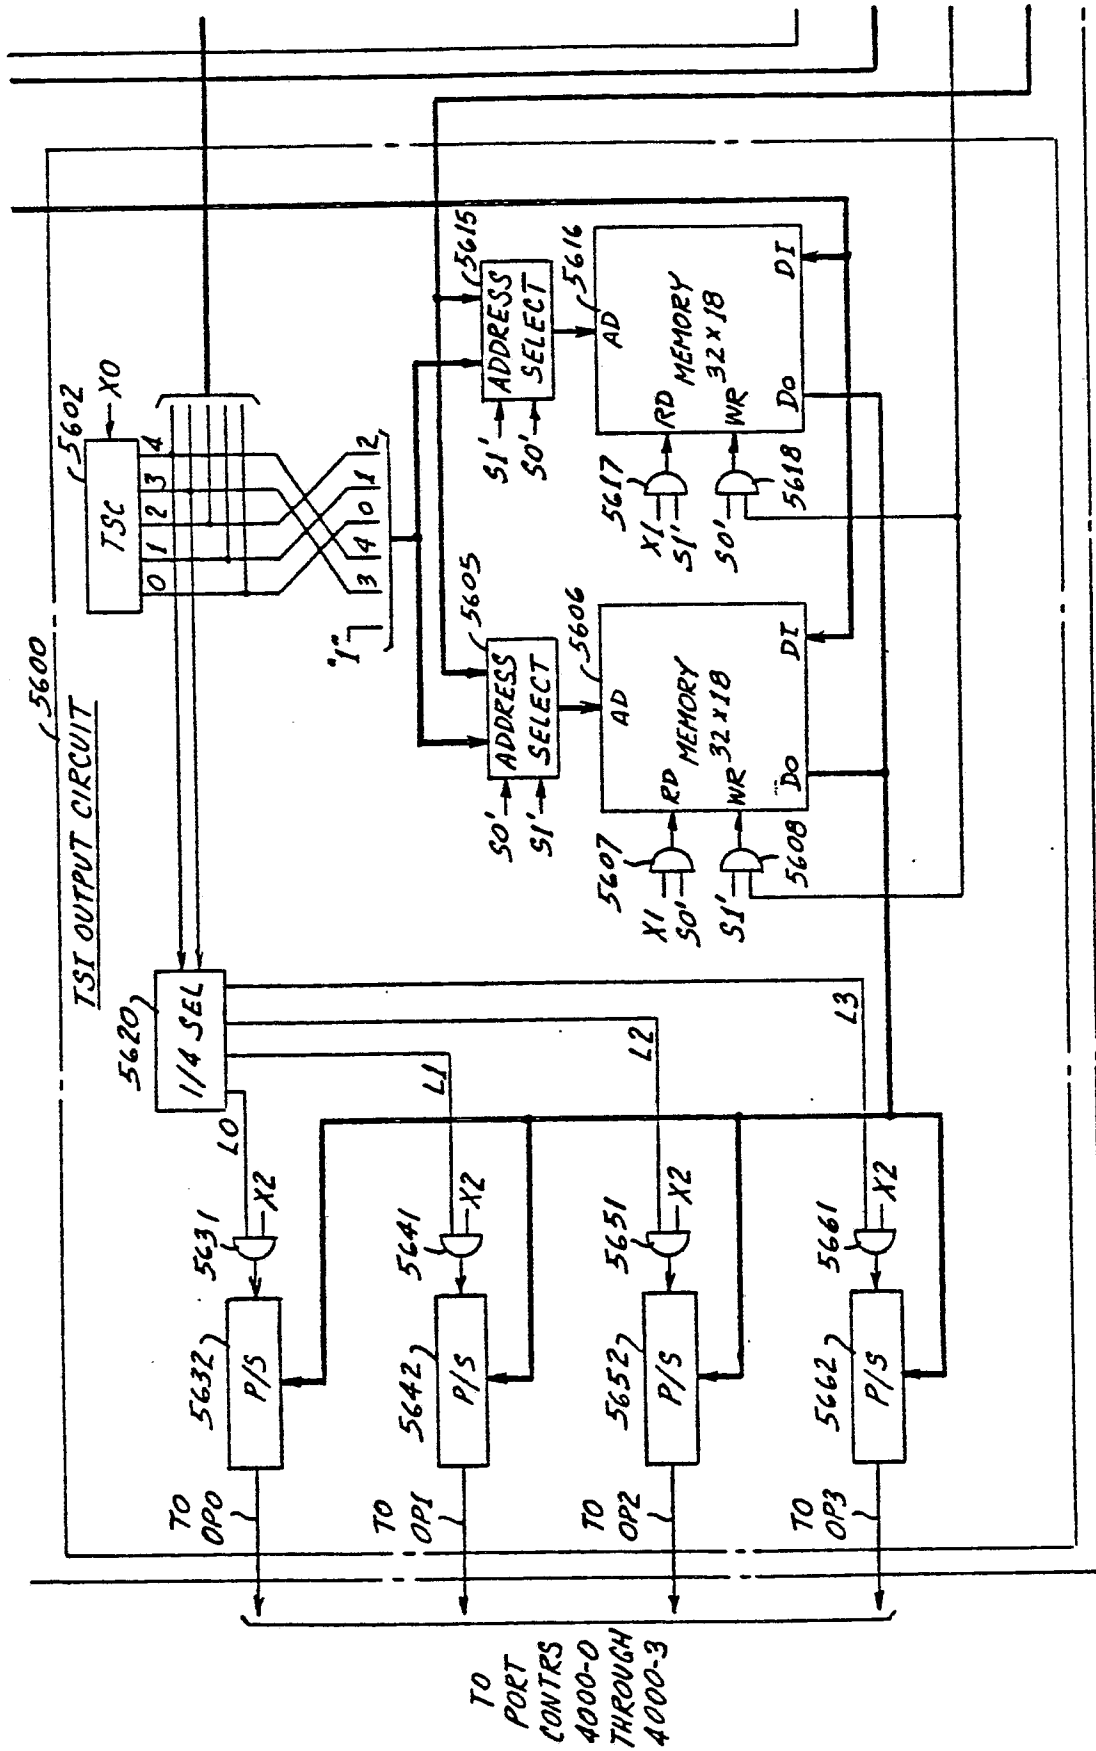 5600
TSI OUTPUT CIRCUIT
5602
TSC
X0
0 1 2 3 4
"1" 3 4 0 1 2
5620
1/4 SEL
L0
L1
L2
L3
5605
ADDRESS
SELECT
S0'
S1'
5606
AD
MEMORY
32 x 18
RD
WR
DI
DO
5607
X1
S0'
S1'
5608
5615
ADDRESS
SELECT
S1'
S0'
5616
AD
MEMORY
32 x 18
RD
WR
DI
DO
5617
X1
S1'
S0'
5618
5631
X2
5632
P/S
TO
OP0
5641
X2
5642
P/S
TO
OP1
5651
X2
5652
P/S
TO
OP2
5661
X2
5662
P/S
TO
OP3
TO
PORT
CONTRS
4000-0
THROUGH
4000-3